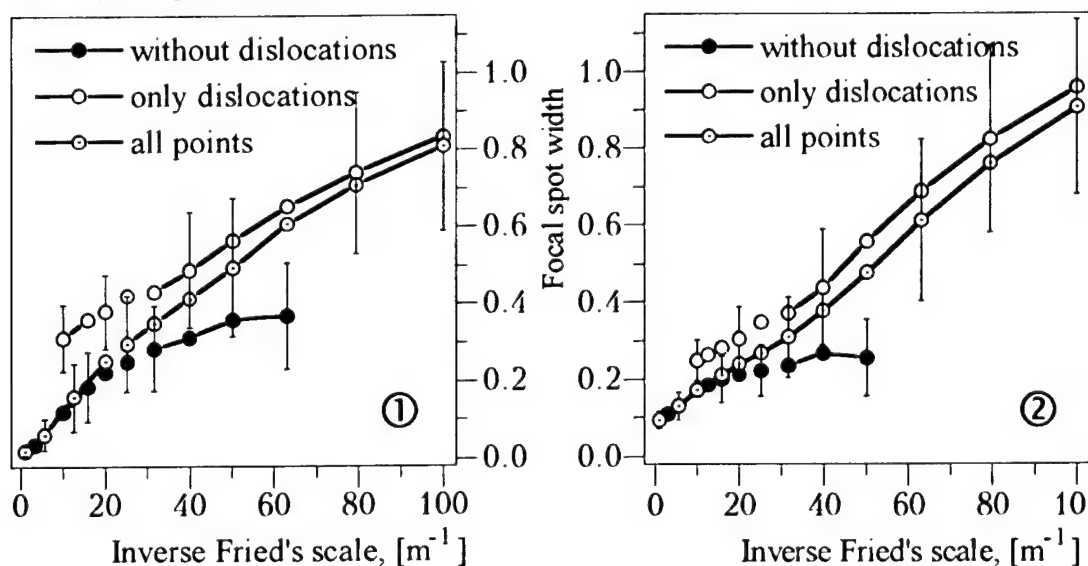 without dislocations
only dislocations
all points
1.0
0.8
0.6
0.4
0.2
0.0
Focal spot width
①
0 20 40 60 80 100
Inverse Fried's scale, [m⁻¹]
without dislocations
only dislocations
all points
1.0
0.8
0.6
0.4
0.2
0.0
②
0 20 40 60 80 10
Inverse Fried's scale, [m⁻¹]